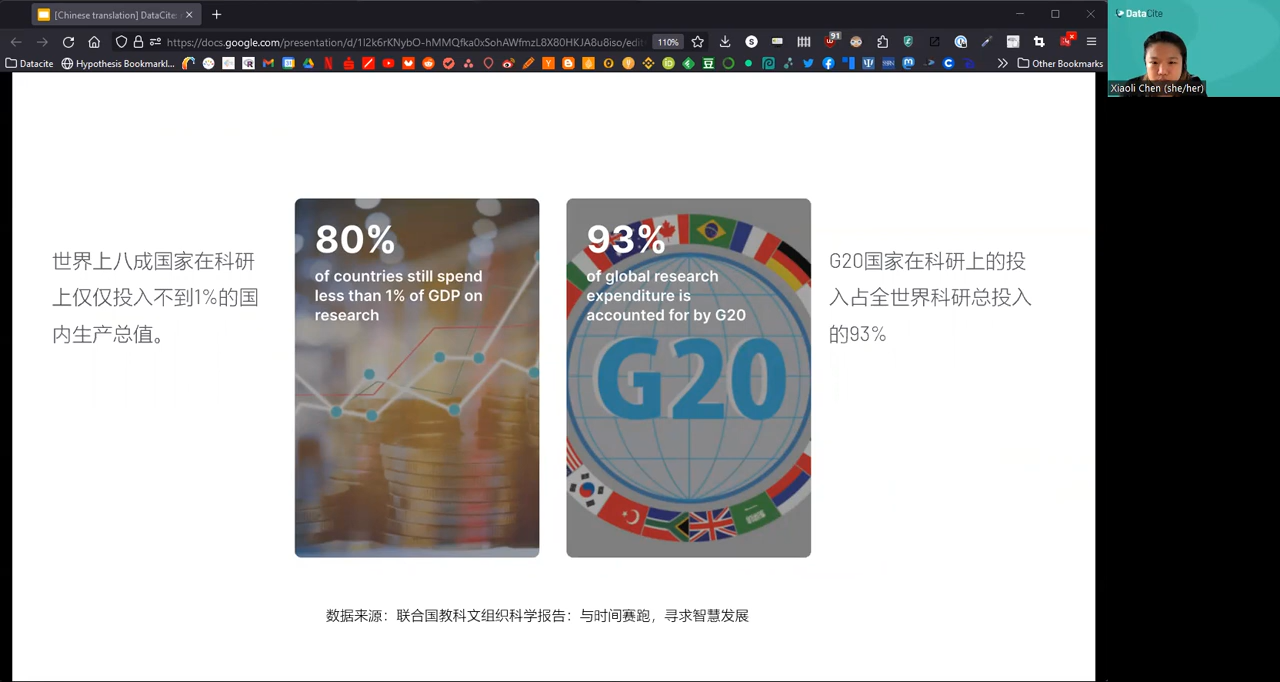 [Chinese translation] DataCite:
https://docs.google.com/presentation/d/1I2k6rKNybO-hMMQfka0xSohAWfmzL8X80HKJA8u8iso/edit
110%
91
Datacite
Hypothesis Bookmarkl...
Other Bookmarks
DataCite
Xiaoli Chen (she/her)
世界上八成国家在科研
上仅仅投入不到1%的国
内生产总值。
80%
of countries still spend
less than 1% of GDP on
research
93%
of global research
expenditure is
accounted for by G20
G20
G20国家在科研上的投
入占全世界科研总投入
的93%
数据来源：联合国教科文组织科学报告：与时间赛跑，寻求智慧发展